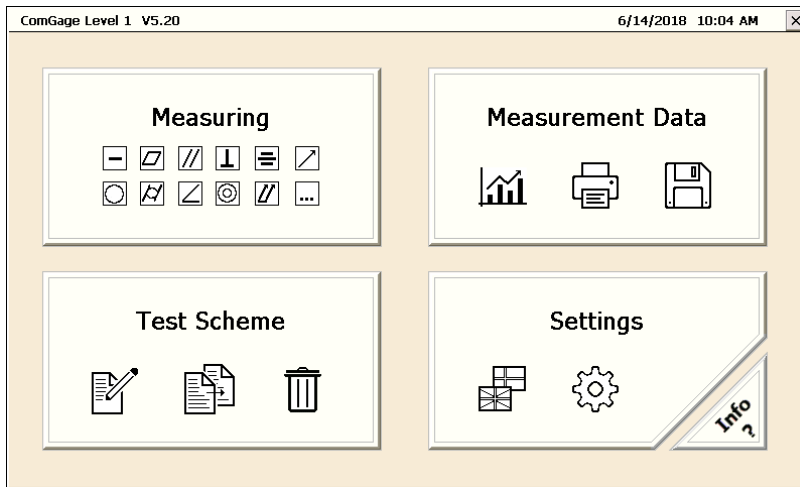 ComGage Level 1 V5.20
6/14/2018 10:04 AM
Measuring
...
Measurement Data
Test Scheme
Settings
Info
?